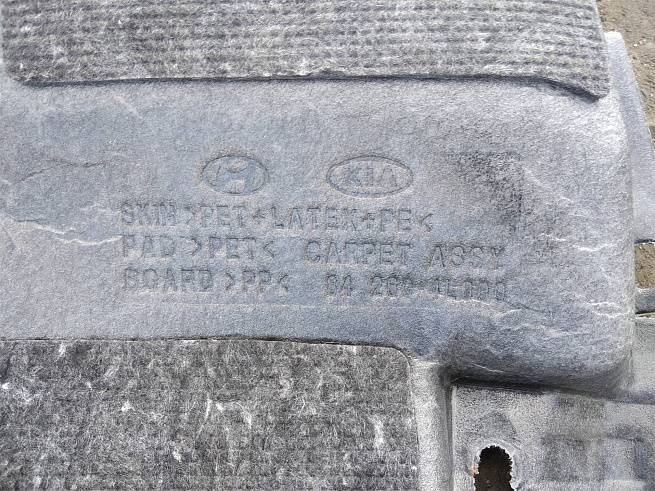 KIA
SKIN >PET+LATEX+PE<
PAD >PET< CARPET ASSY
BOARD >PP< 84 260